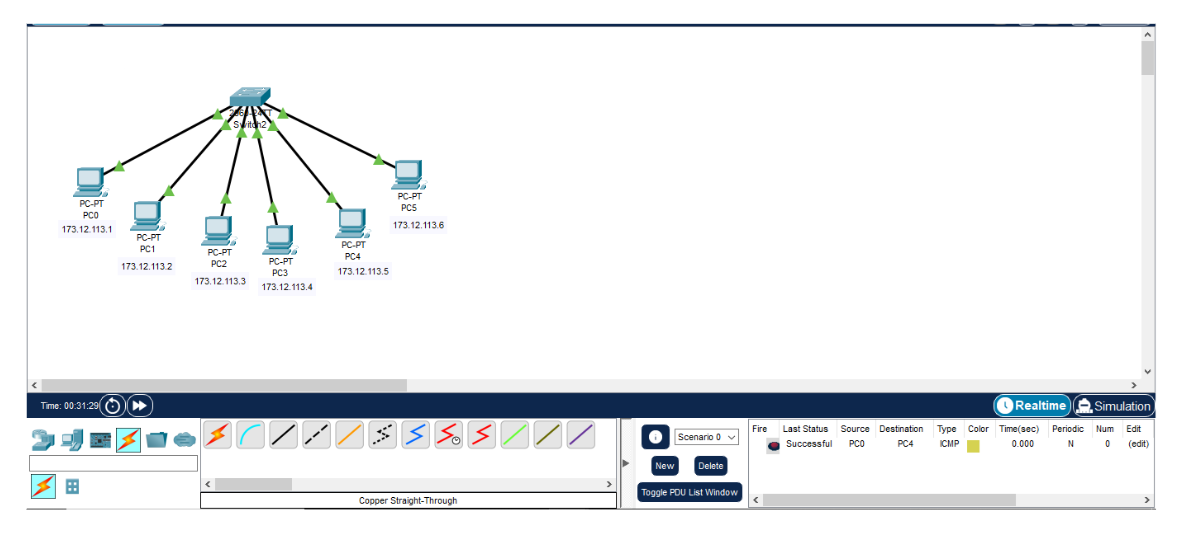 2960-24TT
Switch2
PC-PT
PC0
173.12.113.1
PC-PT
PC1
173.12.113.2
PC-PT
PC2
173.12.113.3
PC-PT
PC3
173.12.113.4
PC-PT
PC4
173.12.113.5
PC-PT
PC5
173.12.113.6
Time: 00:31:29
Realtime
Simulation
Scenario 0
New
Delete
Toggle PDU List Window
Fire Last Status Source Destination Type Color Time(sec) Periodic Num Edit
Successful PC0 PC4 ICMP 0.000 N 0 (edit)
Copper Straight-Through